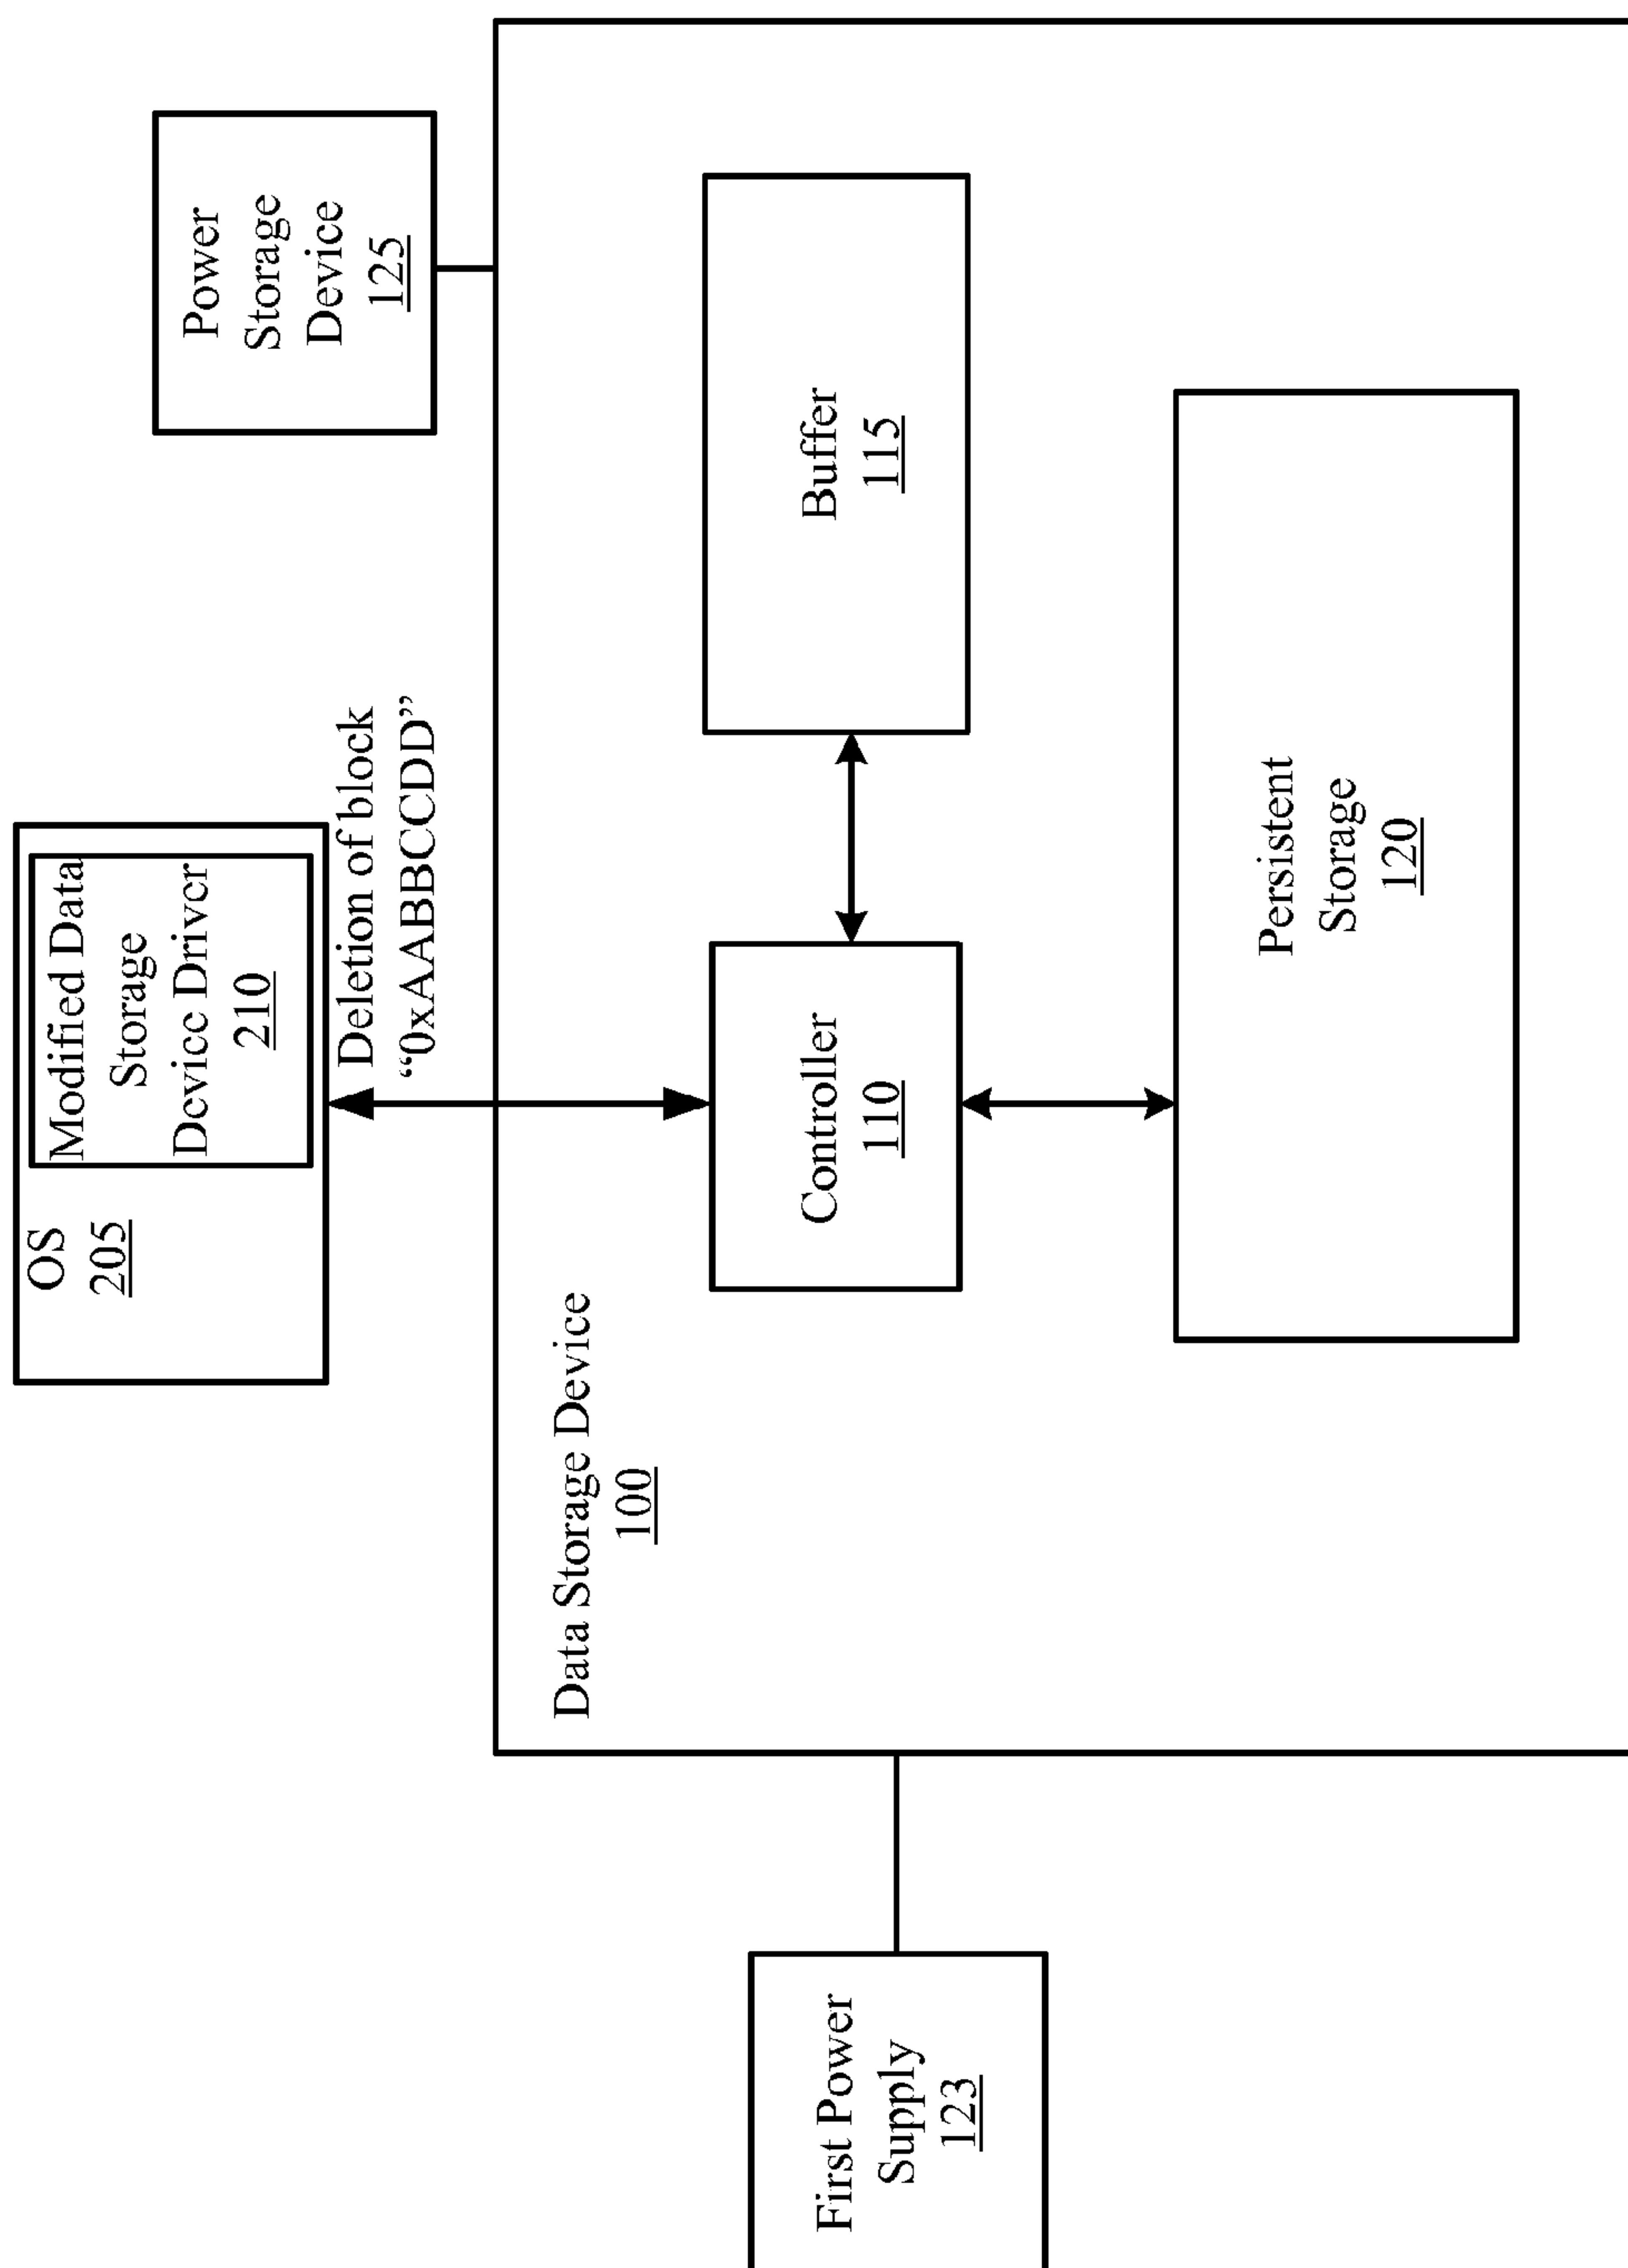 OS
205
Modified Data
Storage
Device Driver
210
Deletion of block
“0xAABBCCDD”
Power
Storage
Device
125
Data Storage Device
100
First Power
Supply
123
Controller
110
Buffer
115
Persistent
Storage
120